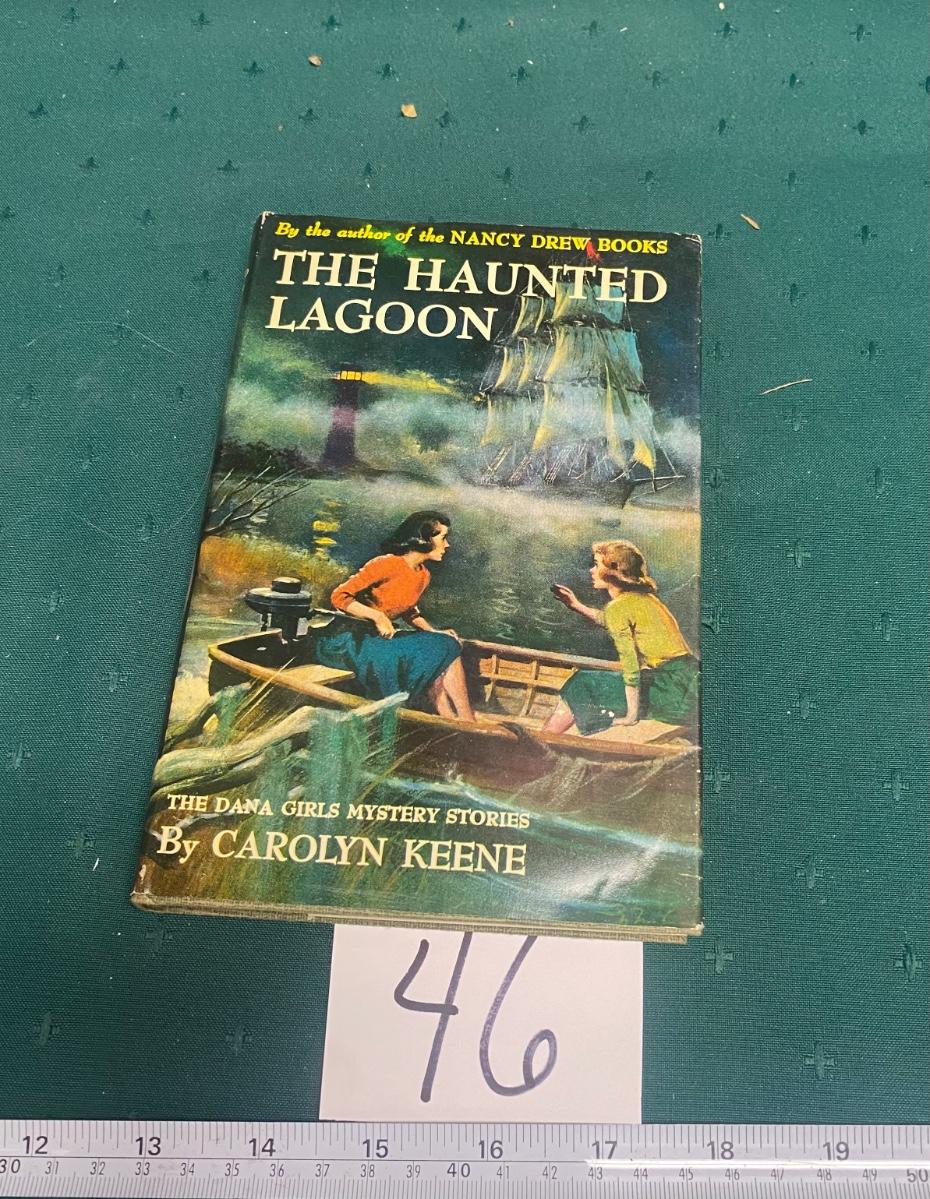 By the author of the NANCY DREW BOOKS
THE HAUNTED
LAGOON
THE DANA GIRLS MYSTERY STORIES
By CAROLYN KEENE
46
12 13 14 15 16 17 18 19
30 31 32 33 34 35 36 37 38 39 40 41 42 43 44 45 46 47 48 49 50